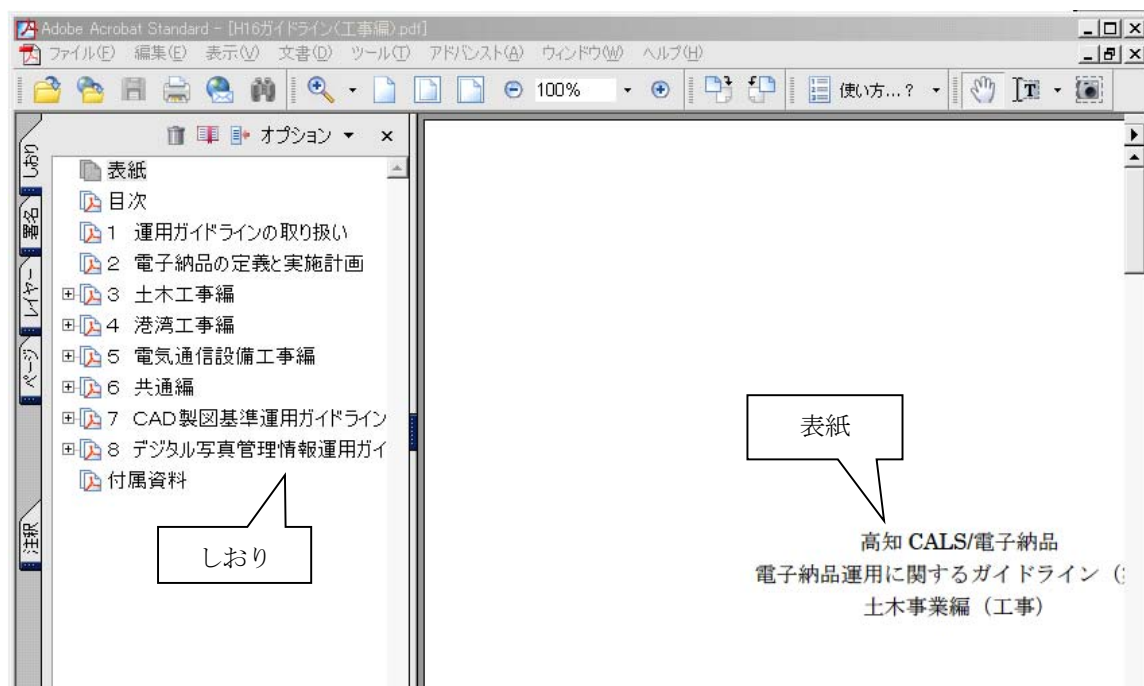 Adobe Acrobat Standard - [H16ガイドライン(工事編).pdf]
ファイル(F) 編集(E) 表示(V) 文書(D) ツール(T) アドバンスト(A) ウィンドウ(W) ヘルプ(H)
100% 使い方...?
オプション
しおり
署名
レイヤー
ページ
注釈
表紙
目次
1 運用ガイドラインの取り扱い
2 電子納品の定義と実施計画
3 土木工事編
4 港湾工事編
5 電気通信設備工事編
6 共通編
7 CAD製図基準運用ガイドライン
8 デジタル写真管理情報運用ガイ
付属資料
しおり
表紙
高知 CALS/電子納品
電子納品運用に関するガイドライン（
土木事業編（工事）